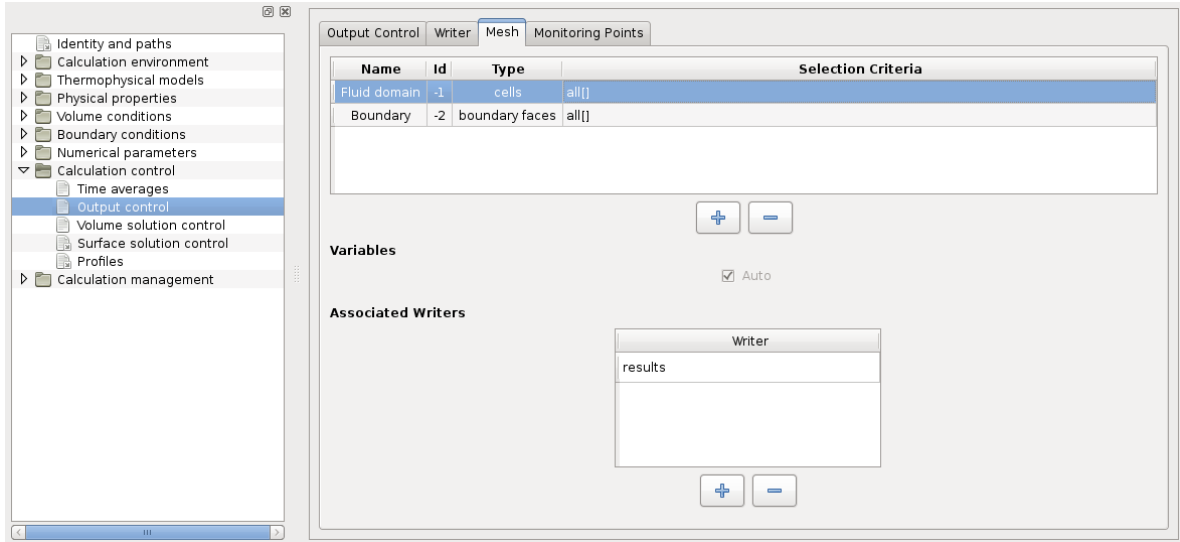 Identity and paths
Calculation environment
Thermophysical models
Physical properties
Volume conditions
Boundary conditions
Numerical parameters
Calculation control
Time averages
Output control
Volume solution control
Surface solution control
Profiles
Calculation management
Output Control Writer Mesh Monitoring Points
Name Id Type Selection Criteria
Fluid domain -1 cells all[]
Boundary -2 boundary faces all[]
Variables
Auto
Associated Writers
Writer
results